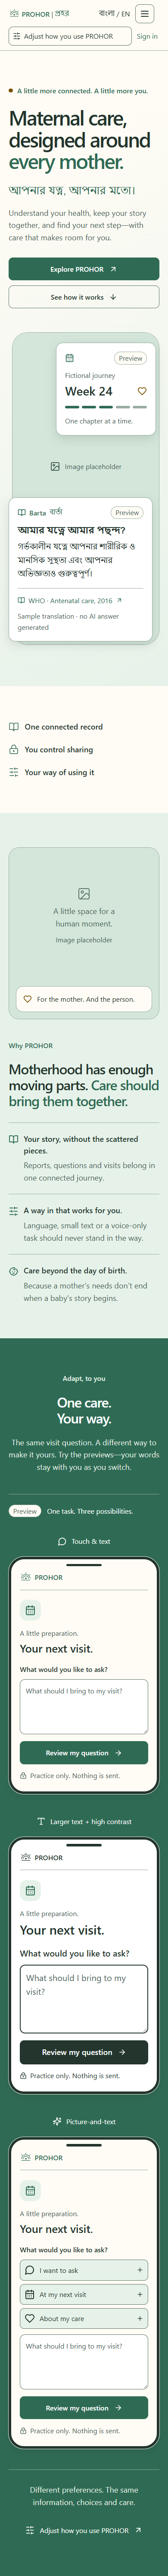 PROHOR | প্রহর
বাংলা / EN
Adjust how you use PROHOR
Sign in
A little more connected. A little more you.
Maternal care,
designed around
every mother.
আপনার যত্ন, আপনার মতো।
Understand your health, keep your story
together, and find your next step—with
care that makes room for you.
Explore PROHOR
See how it works
Preview
Fictional journey
Week 24
One chapter at a time.
Image placeholder
Barta বার্তা
Preview
আমার যত্নে আমার পছন্দ?
গর্ভকালীন যত্নে আপনার শারীরিক ও
মানসিক সুস্থতা এবং আপনার
অভিজ্ঞতাও গুরুত্বপূর্ণ।
WHO · Antenatal care, 2016
Sample translation · no AI answer
generated
One connected record
You control sharing
Your way of using it
A little space for a
human moment.
Image placeholder
For the mother. And the person.
Why PROHOR
Motherhood has enough
moving parts. Care should
bring them together.
Your story, without the scattered
pieces.
Reports, questions and visits belong in
one connected journey.
A way in that works for you.
Language, small text or a voice-only
task should never stand in the way.
Care beyond the day of birth.
Because a mother's needs don't end
when a baby's story begins.
Adapt, to you
One care.
Your way.
The same visit question. A different way to
make it yours. Try the previews—your words
stay with you as you switch.
Preview
One task. Three possibilities.
Touch & text
PROHOR
A little preparation.
Your next visit.
What would you like to ask?
What should I bring to my visit?
Review my question
Practice only. Nothing is sent.
Larger text + high contrast
PROHOR
A little preparation.
Your next visit.
What would you like to ask?
What should I bring to my
visit?
Review my question
Practice only. Nothing is sent.
Picture-and-text
PROHOR
A little preparation.
Your next visit.
What would you like to ask?
I want to ask
At my next visit
About my care
What should I bring to my visit?
Review my question
Practice only. Nothing is sent.
Different preferences. The same
information, choices and care.
Adjust how you use PROHOR